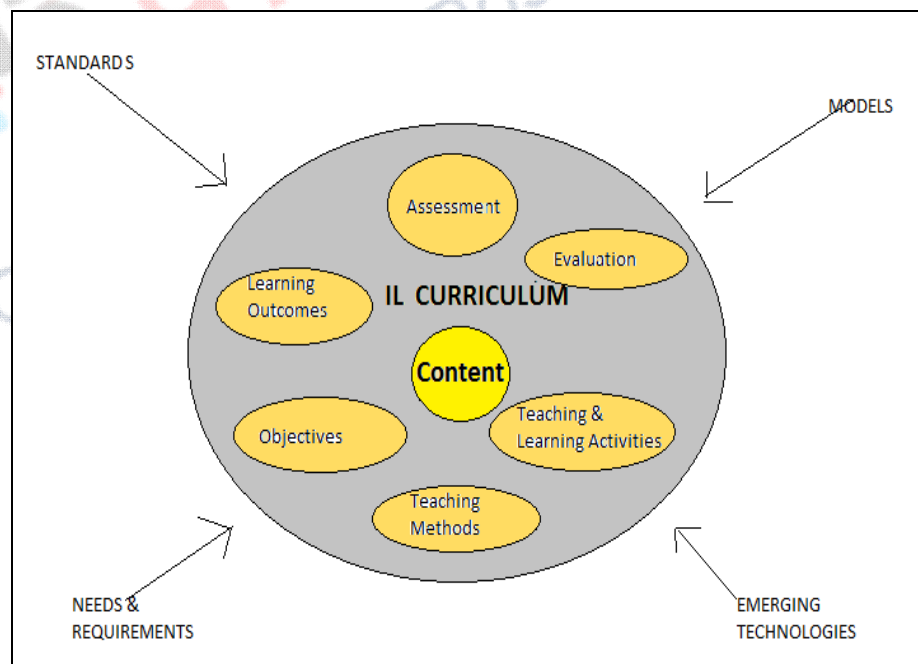 STANDARDS
MODELS
Assessment
Evaluation
Learning
Outcomes
IL CURRICULUM
Content
Teaching &
Learning Activities
Objectives
Teaching
Methods
NEEDS &
REQUIREMENTS
EMERGING
TECHNOLOGIES